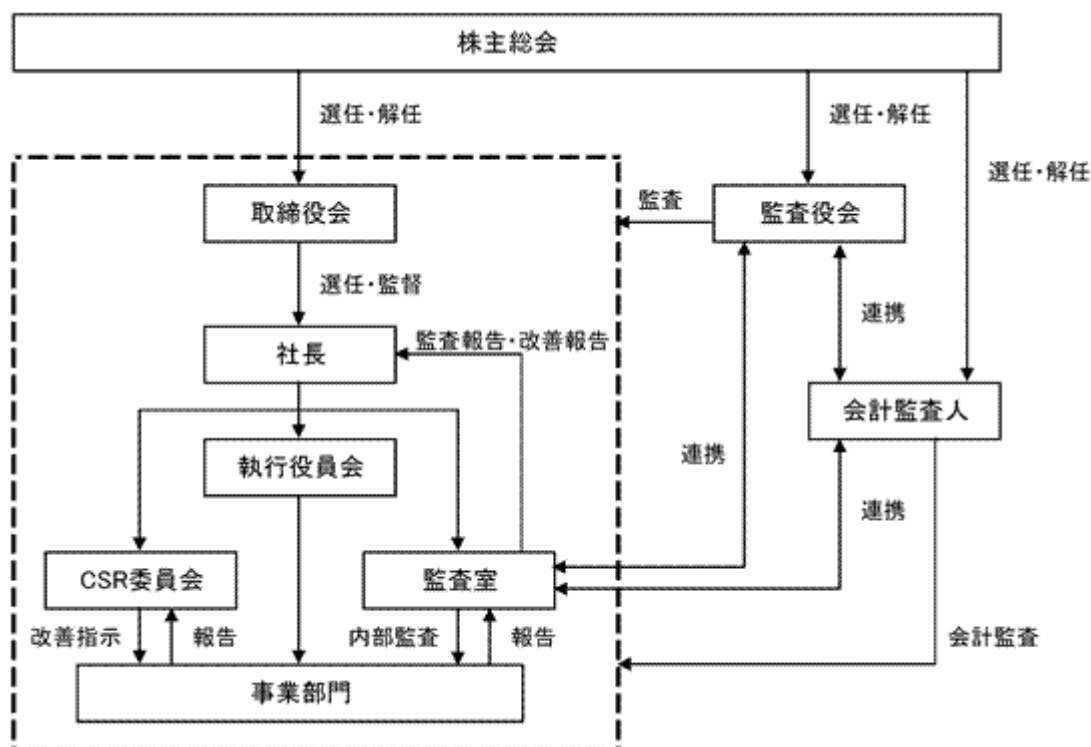 株主総会
選任・解任
選任・解任
選任・解任
取締役会
監査
監査役会
選任・監督
連携
社長
監査報告・改善報告
会計監査人
執行役員会
連携
連携
CSR委員会
監査室
改善指示
報告
内部監査
報告
会計監査
事業部門